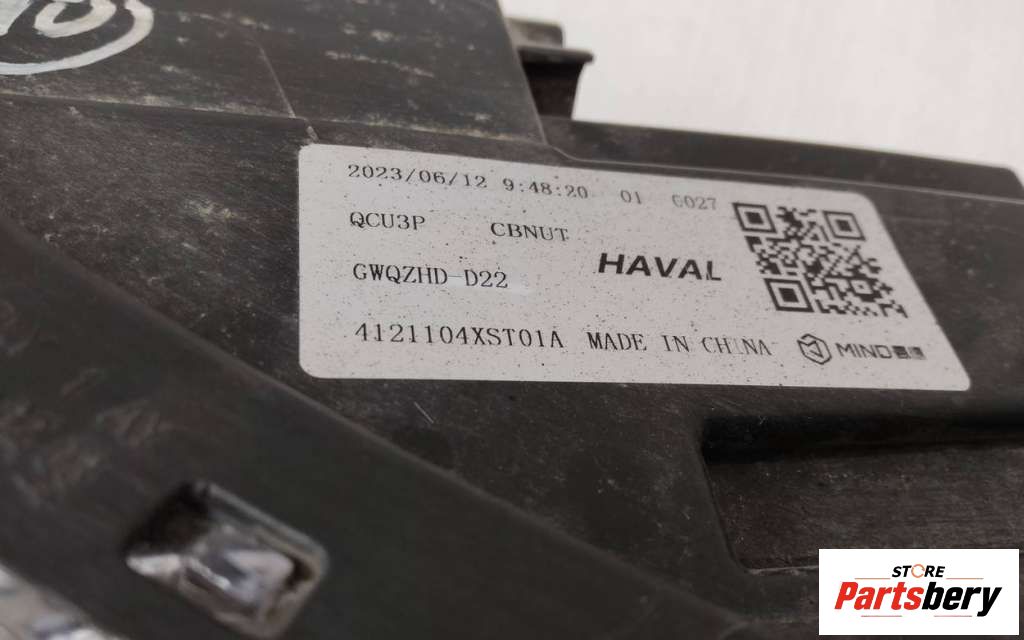 2023/06/12 9:48:20 01 G027
QCU3P CBNUT
HAVAL
GWQZHD-D22
4121104XST01A MADE IN CHINA MIND
STORE
Partsbery